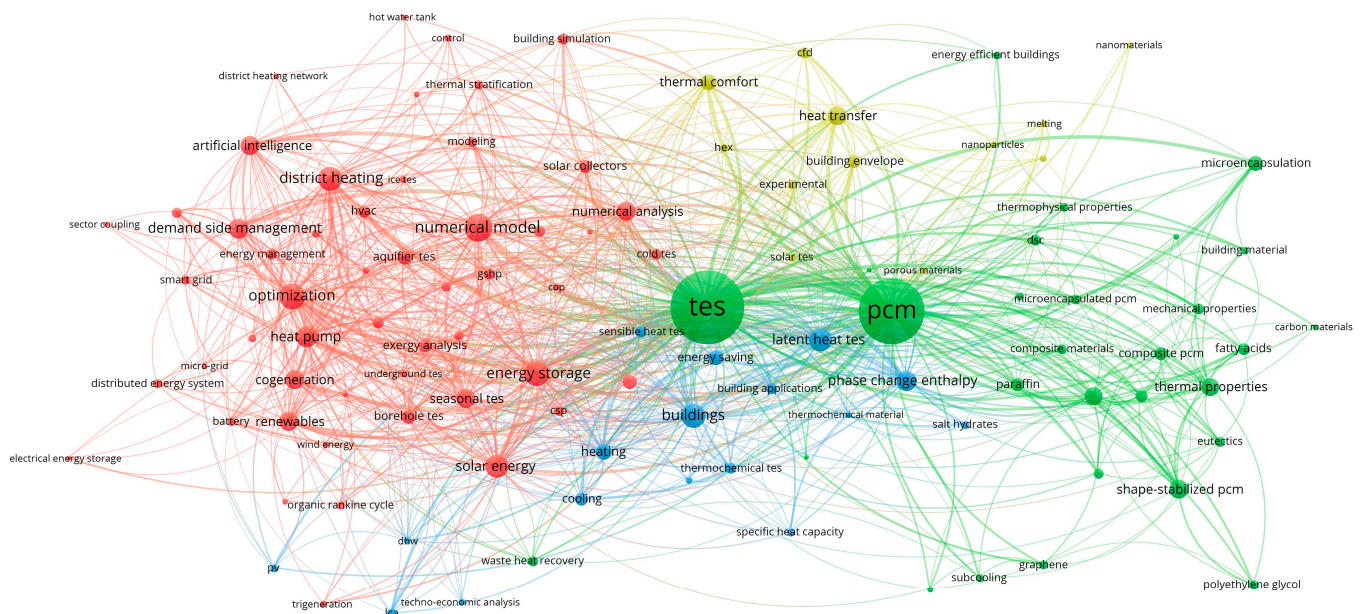 hot water tank
control
building simulation
cfd
nanomaterials
energy efficient buildings
district heating network
thermal stratification
thermal comfort
heat transfer
melting
artificial intelligence
modeling
hex
nanoparticles
solar collectors
building envelope
microencapsulation
district heating
ice tes
experimental
hvac
numerical analysis
thermophysical properties
sector coupling
demand side management
numerical model
energy management
aquifier tes
cold tes
solar tes
dsc
building material
smart grid
gshp
porous materials
optimization
cop
tes
pcm
microencapsulated pcm
mechanical properties
sensible heat tes
carbon materials
heat pump
exergy analysis
latent heat tes
composite materials
composite pcm
fatty acids
energy saving
micro-grid
underground tes
energy storage
distributed energy system
cogeneration
building applications
phase change enthalpy
paraffin
thermal properties
seasonal tes
battery
renewables
borehole tes
csp
buildings
thermochemical material
salt hydrates
wind energy
heating
eutectics
electrical energy storage
solar energy
thermochemical tes
shape-stabilized pcm
cooling
organic rankine cycle
specific heat capacity
dhw
waste heat recovery
graphene
pv
subcooling
polyethylene glycol
trigeneration
techno-economic analysis
lca